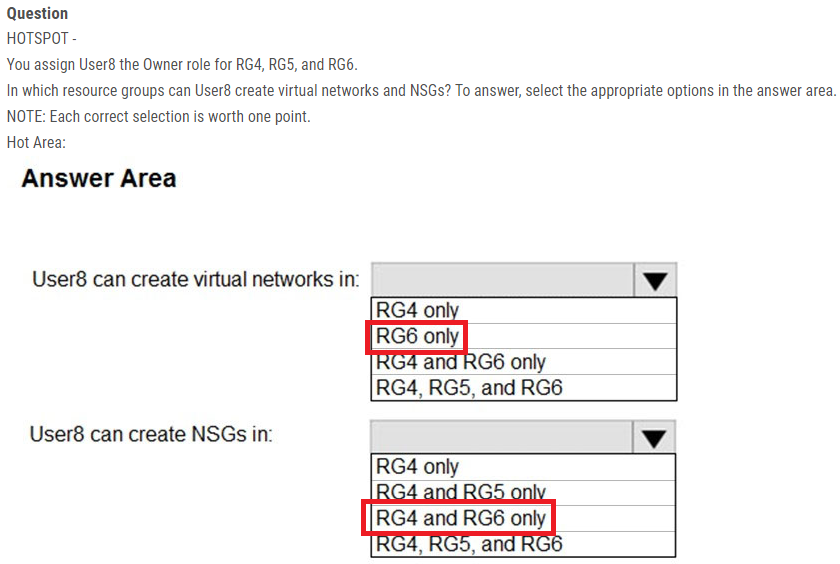 Question
HOTSPOT -
You assign User8 the Owner role for RG4, RG5, and RG6.
In which resource groups can User8 create virtual networks and NSGs? To answer, select the appropriate options in the answer area.
NOTE: Each correct selection is worth one point.
Hot Area:
Answer Area
User8 can create virtual networks in:
RG4 only
RG6 only
RG4 and RG6 only
RG4, RG5, and RG6
User8 can create NSGs in:
RG4 only
RG4 and RG5 only
RG4 and RG6 only
RG4, RG5, and RG6